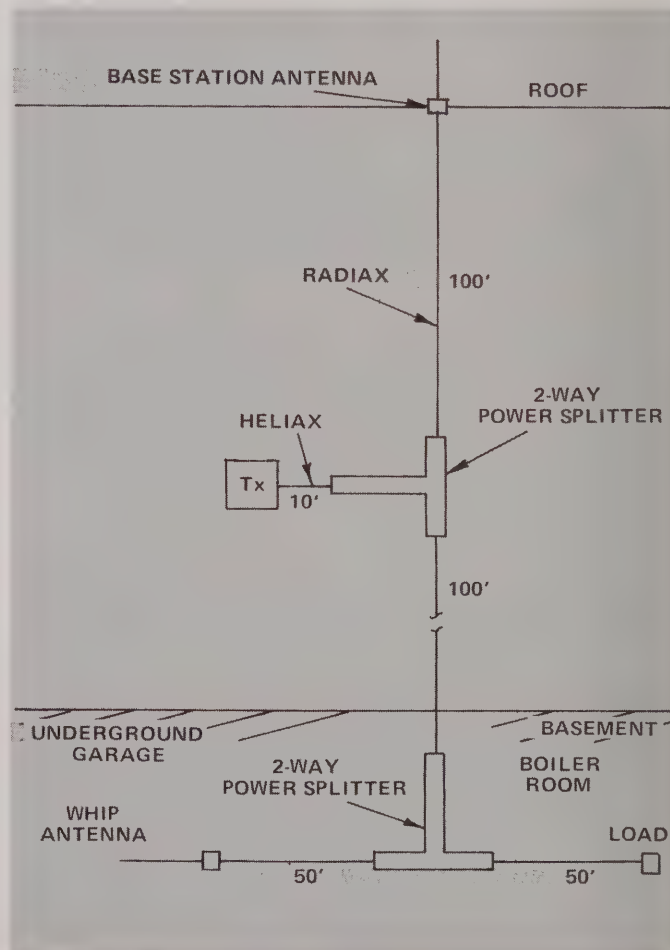 BASE STATION ANTENNA
ROOF
RADIAX
100'
2-WAY
POWER SPLITTER
HELIAX
Tx
10'
100'
UNDERGROUND
GARAGE
BASEMENT
BOILER
ROOM
2-WAY
POWER SPLITTER
WHIP
ANTENNA
LOAD
50'
50'